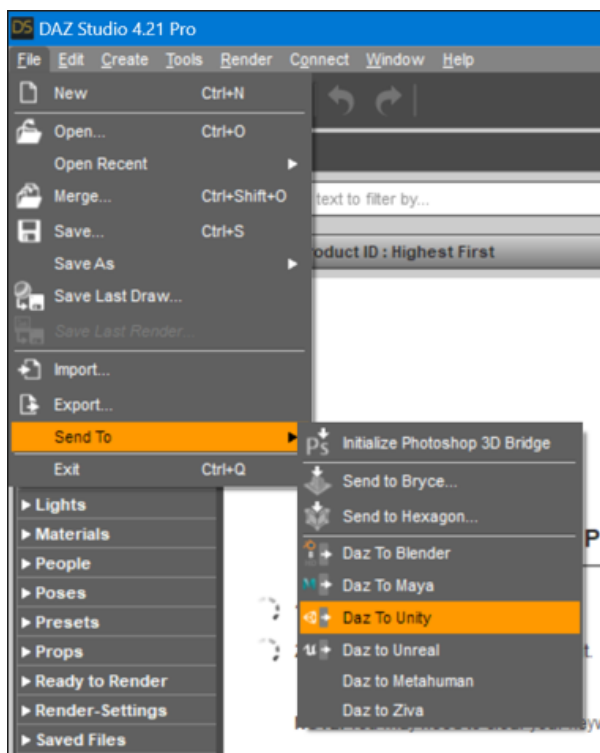 DS DAZ Studio 4.21 Pro
File Edit Create Tools Render Connect Window Help
New Ctrl+N
Open... Ctrl+O
Open Recent
Merge... Ctrl+Shift+O
text to filter by...
Save... Ctrl+S
Save As
oduct ID : Highest First
Save Last Draw...
Save Last Render...
Import...
Export...
Send To
Exit Ctrl+Q
Ps Initialize Photoshop 3D Bridge
Send to Bryce...
Send to Hexagon...
Daz To Blender
M Daz To Maya
Daz To Unity
u Daz to Unreal
Daz to Metahuman
Daz to Ziva
Lights
Materials
People
Poses
Presets
Props
Ready to Render
Render-Settings
Saved Files
P
t.